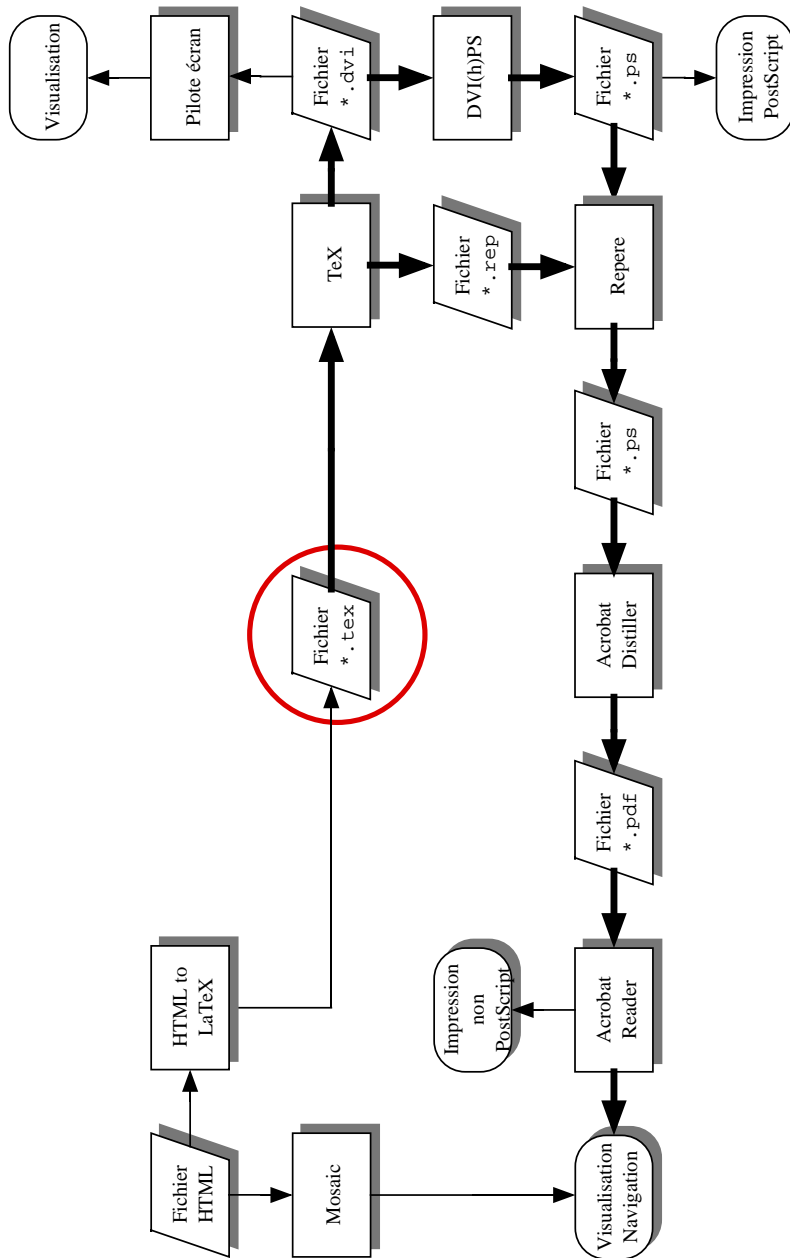 Visualisation
Fichier
HTML
HTML to
LaTeX
Pilote écran
Mosaic
Fichier
*.tex
TeX
Fichier
*.dvi
Impression
non
PostScript
Fichier
*.rep
DVI(h)PS
Visualisation
Navigation
Acrobat
Reader
Fichier
*.pdf
Acrobat
Distiller
Fichier
*.ps
Repere
Fichier
*.ps
Impression
PostScript